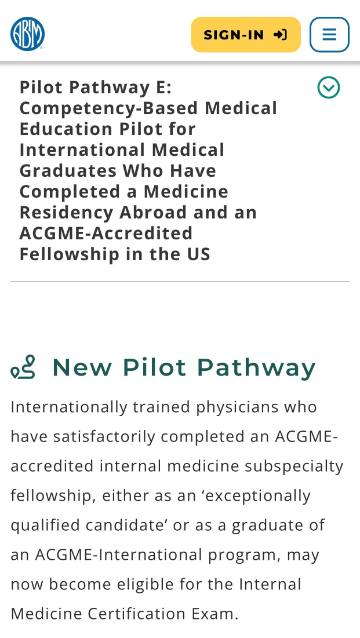 ABIM
SIGN-IN
Pilot Pathway E:
Competency-Based Medical
Education Pilot for
International Medical
Graduates Who Have
Completed a Medicine
Residency Abroad and an
ACGME-Accredited
Fellowship in the US
New Pilot Pathway
Internationally trained physicians who
have satisfactorily completed an ACGME-
accredited internal medicine subspecialty
fellowship, either as an ‘exceptionally
qualified candidate’ or as a graduate of
an ACGME-International program, may
now become eligible for the Internal
Medicine Certification Exam.